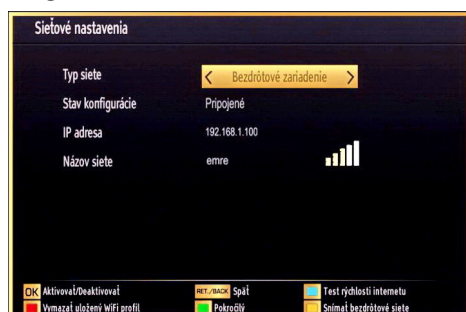 Sieťové nastavenia
Typ siete < Bezdrôtové zariadenie >
Stav konfigurácie Pripojené
IP adresa 192.168.1.100
Názov siete emre
OK Aktivovať/Deaktivovať RET./BACK Späť Test rýchlosti internetu
Vymazať uložený WiFi profil Pokročilý Snímať bezdrôtové siete